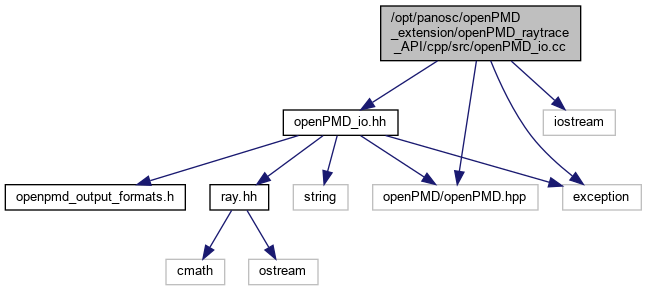 /opt/panosc/openPMD
_extension/openPMD_raytrace
_API/cpp/src/openPMD_io.cc
openPMD_io.hh
iostream
openpmd_output_formats.h
ray.hh
string
openPMD/openPMD.hpp
exception
cmath
ostream